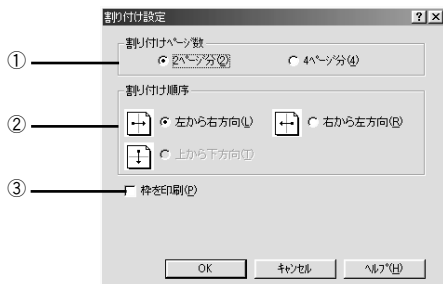 割り付け設定
割り付けページ数
① 2ページ分(2) 4ページ分(4)
割り付け順序
② 左から右方向(L) 右から左方向(R)
上から下方向(T)
③ 枠を印刷(P)
OK キャンセル ヘルプ(H)